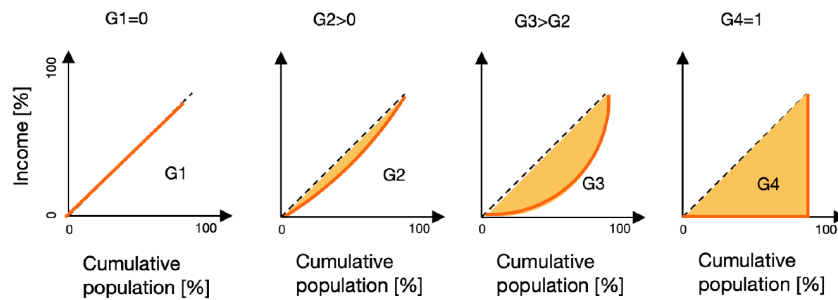 G1=0
G2>0
G3>G2
G4=1
100
Income [%]
0
G1
G2
G3
G4
0
100
0
100
0
100
0
100
Cumulative
population [%]
Cumulative
population [%]
Cumulative
population [%]
Cumulative
population [%]